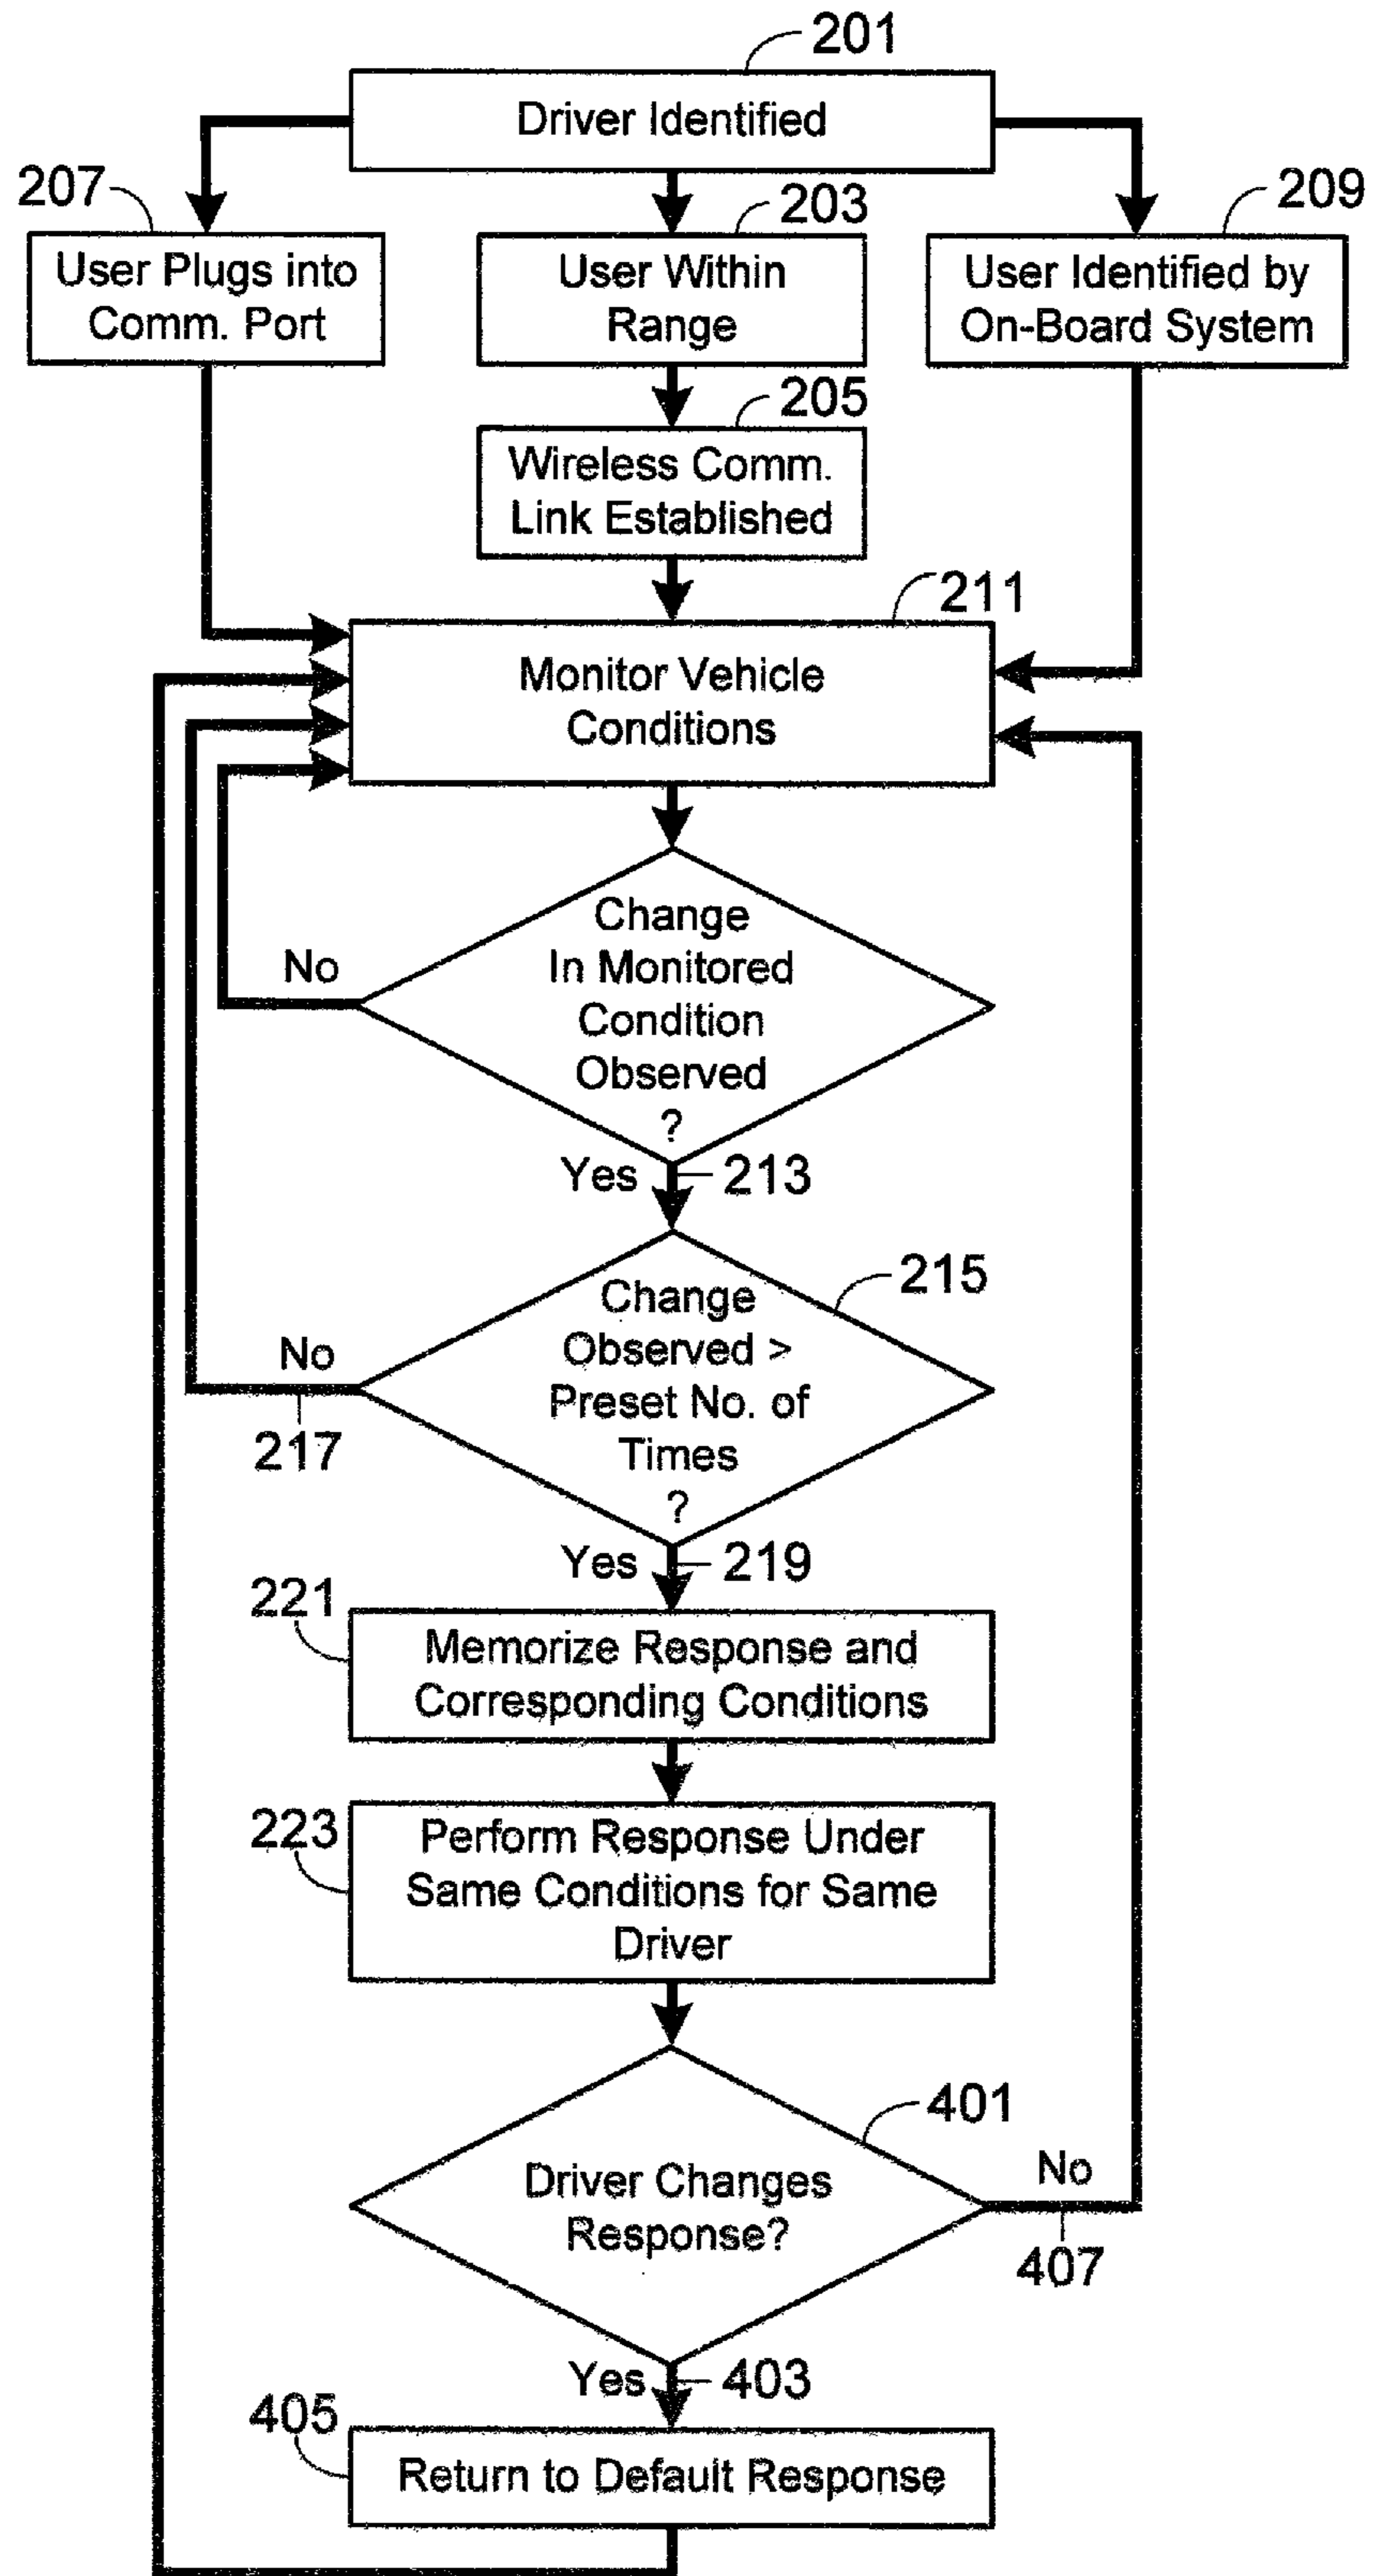 201
Driver Identified
207
203
209
User Plugs into
Comm. Port
User Within
Range
User Identified by
On-Board System
205
Wireless Comm.
Link Established
211
Monitor Vehicle
Conditions
Change
In Monitored
Condition
Observed
?
No
Yes
213
215
Change
Observed >
Preset No. of
Times
?
No
217
Yes
219
221
Memorize Response and
Corresponding Conditions
223
Perform Response Under
Same Conditions for Same
Driver
401
Driver Changes
Response?
No
407
Yes
403
405
Return to Default Response